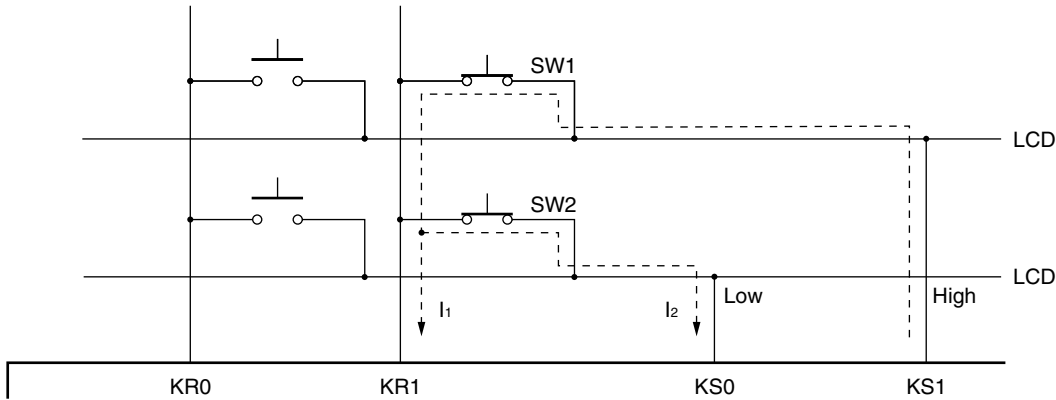 SW1
LCD
SW2
LCD
I1 I2 Low High
KR0 KR1 KS0 KS1